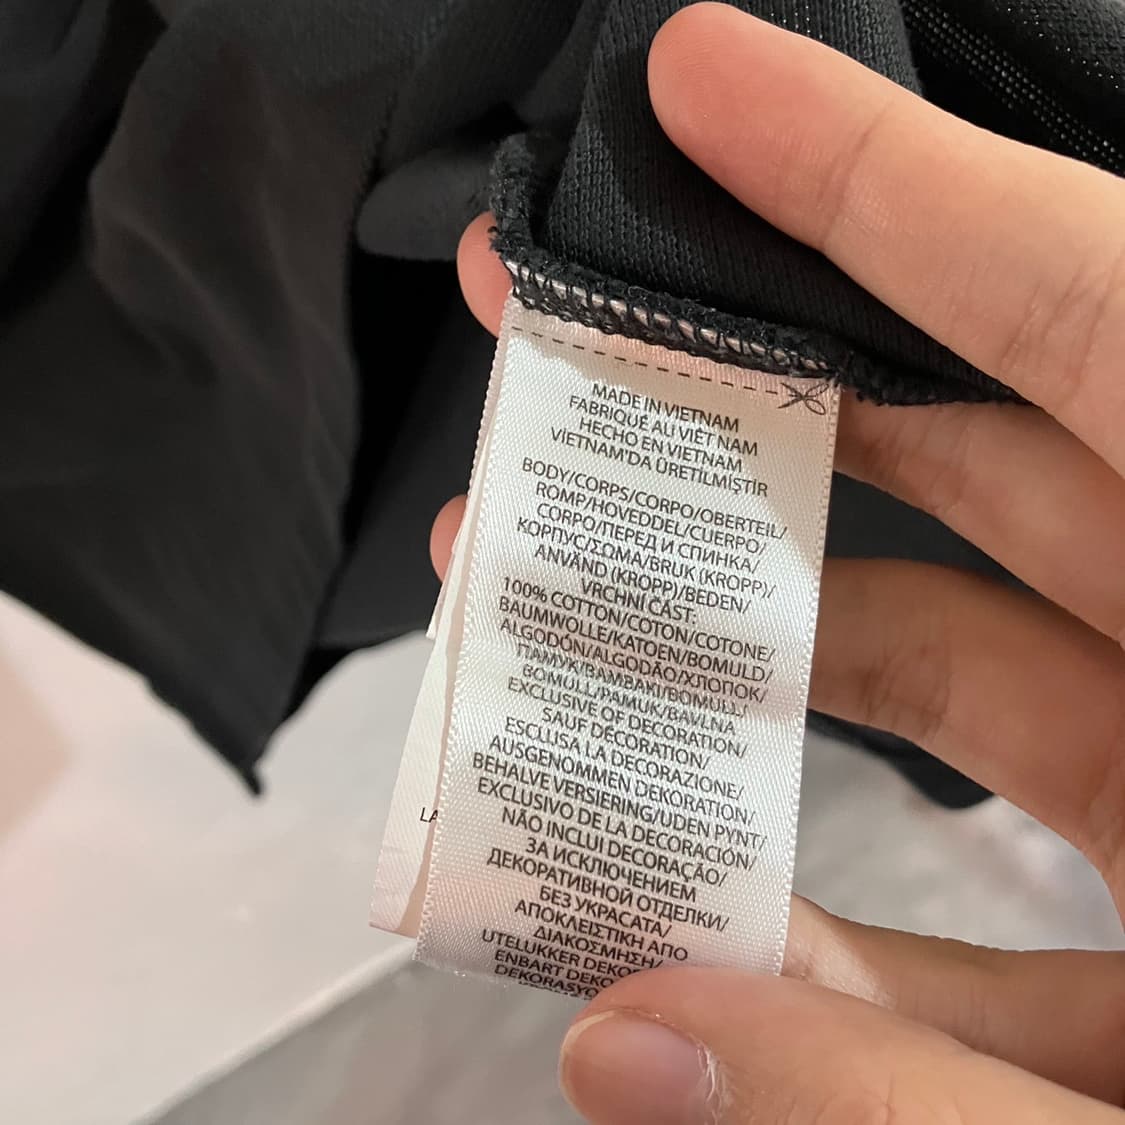 MADE IN VIETNAM
FABRIQUÉ AU VIÊT NAM
HECHO EN VIETNAM
VIETNAM'DA ÜRETILMIŞTIR
BODY/CORPS/CORPO/OBERTEIL/
ROMP/HOVEDDEL/CUERPO/
CORPO/ПЕРЕД И СПИНКА/
КОРПУС/ΣΩΜΑ/BRUK (KROPP)/
ANVÄND (KROPP)/BEDEN/
VRCHNÍ ČÁST:
100% COTTON/COTON/COTONE/
BAUMWOLLE/KATOEN/BOMULD/
ALGODÓN/ALGODÃO/ХЛОПОК/
ПАМУК/ΒΑΜΒΑΚΙ/BOMULL/
BOMULL/PAMUK/BAVLNA
EXCLUSIVE OF DECORATION/
SAUF DÉCORATION/
ESCLUSA LA DECORAZIONE/
AUSGENOMMEN DEKORATION/
BEHALVE VERSIERING/UDEN PYNT/
EXCLUSIVO DE LA DECORACIÓN/
NÃO INCLUI DECORAÇÃO/
ЗА ИСКЛЮЧЕНИЕМ
ДЕКОРАТИВНОЙ ОТДЕЛКИ/
БЕЗ УКРАСАТА/
ΑΠΟΚΛΕΙΣΤΙΚΗ ΑΠΟ
ΔΙΑΚΟΣΜΗΣΗ/
UTELUKKER
ENBART
LA